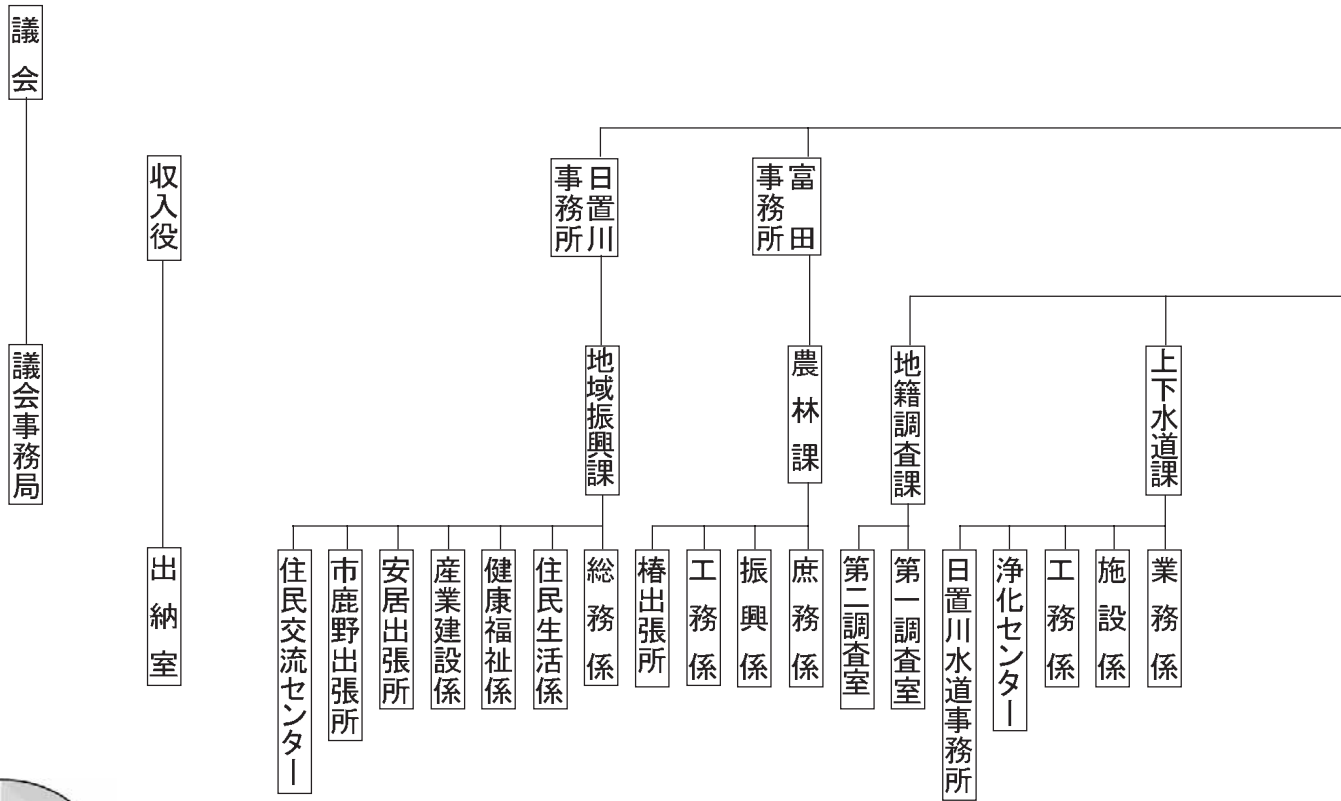 議会
議会事務局
収入役
出納室
日置川
事務所
地域振興課
総務係
住民生活係
健康福祉係
産業建設係
安居出張所
市鹿野出張所
住民交流センター
富田
事務所
農林課
庶務係
振興係
工務係
椿出張所
地籍調査課
第一調査室
第二調査室
上下水道課
業務係
施設係
工務係
浄化センター
日置川水道事務所